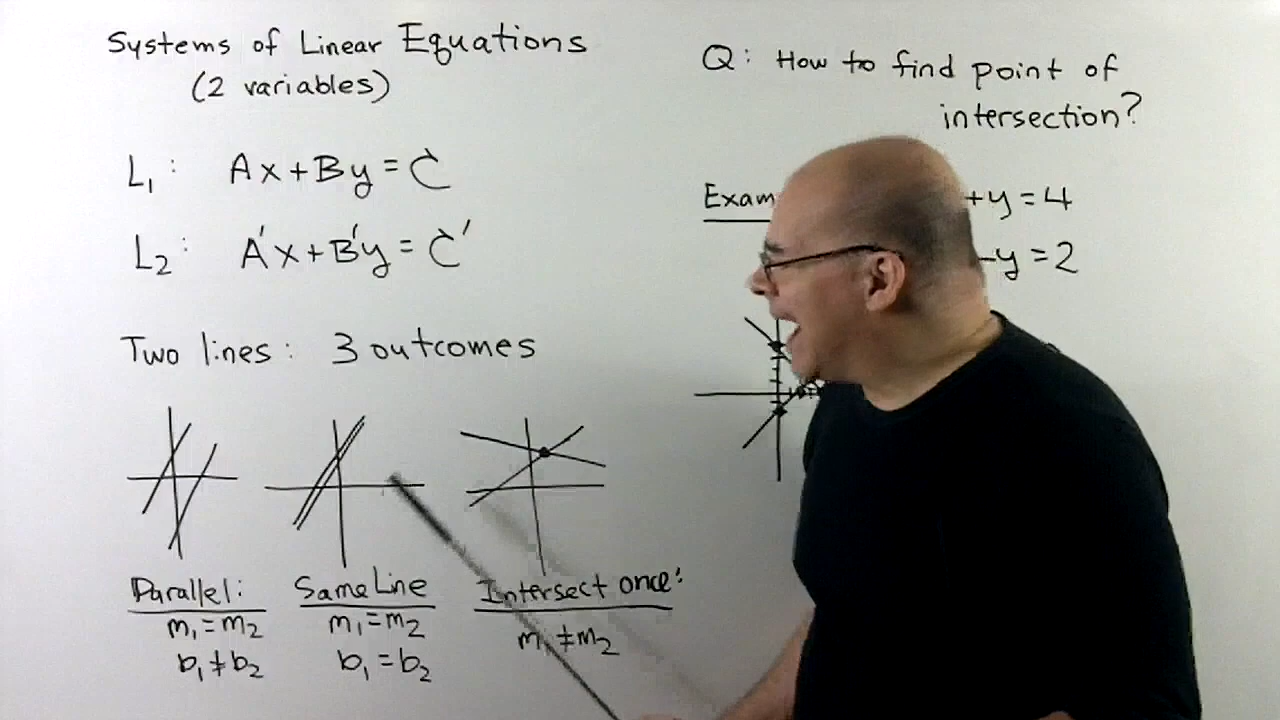 Systems of Linear Equations
(2 variables)
L₁: Ax+By=C
L₂: A'x+B'y=C'
Two lines: 3 outcomes
Parallel:
m₁=m₂
b₁≠b₂
Same Line
m₁=m₂
b₁=b₂
Intersect once:
m₁≠m₂
Q: How to find point of
intersection?
+y=4
-y=2